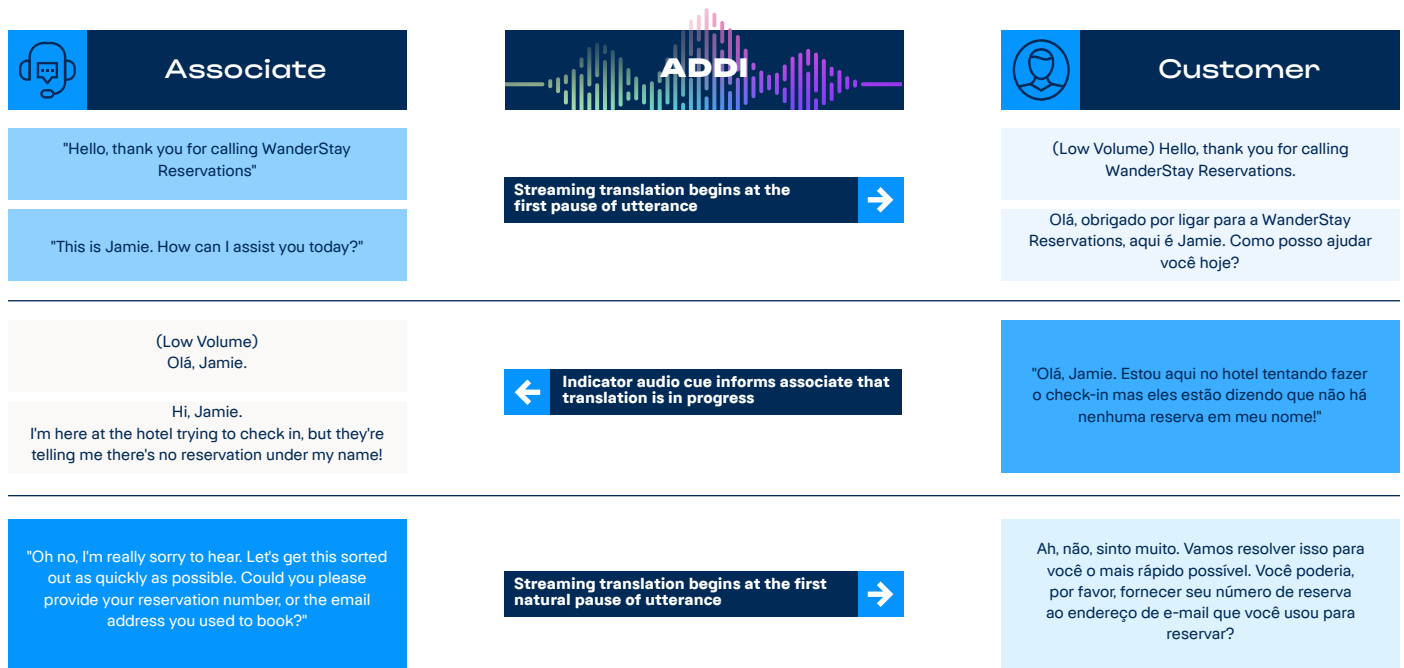 Associate
ADDI
Customer
"Hello, thank you for calling WanderStay
Reservations"
"This is Jamie. How can I assist you today?"
Streaming translation begins at the
first pause of utterance
(Low Volume) Hello, thank you for calling
WanderStay Reservations.
Olá, obrigado por ligar para a WanderStay
Reservations, aqui é Jamie. Como posso ajudar
você hoje?
(Low Volume)
Olá, Jamie.
Hi, Jamie.
I'm here at the hotel trying to check in, but they're
telling me there's no reservation under my name!
Indicator audio cue informs associate that
translation is in progress
"Olá, Jamie. Estou aqui no hotel tentando fazer
o check-in mas eles estão dizendo que não há
nenhuma reserva em meu nome!"
"Oh no, I'm really sorry to hear. Let's get this sorted
out as quickly as possible. Could you please
provide your reservation number, or the email
address you used to book?"
Streaming translation begins at the first
natural pause of utterance
Ah, não, sinto muito. Vamos resolver isso para
você o mais rápido possível. Você poderia,
por favor, fornecer seu número de reserva
ao endereço de e-mail que você usou para
reservar?